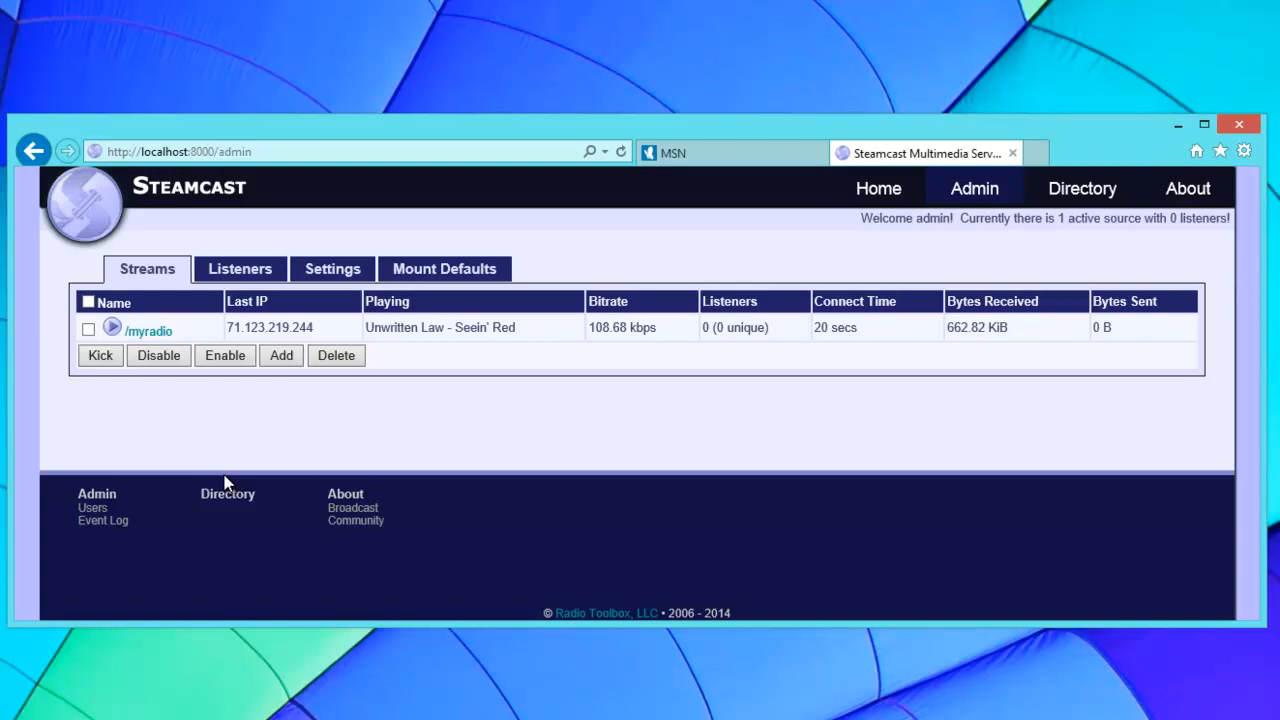 http://localhost:8000/admin MSN Steamcast Multimedia Serv...
STEAMCAST Home Admin Directory About
Welcome admin! Currently there is 1 active source with 0 listeners!
Streams Listeners Settings Mount Defaults
Name Last IP Playing Bitrate Listeners Connect Time Bytes Received Bytes Sent
/myradio 71.123.219.244 Unwritten Law - Seein' Red 108.68 kbps 0 (0 unique) 20 secs 662.82 KiB 0 B
Kick Disable Enable Add Delete
Admin Directory About
Users Broadcast
Event Log Community
© Radio Toolbox, LLC • 2006 - 2014